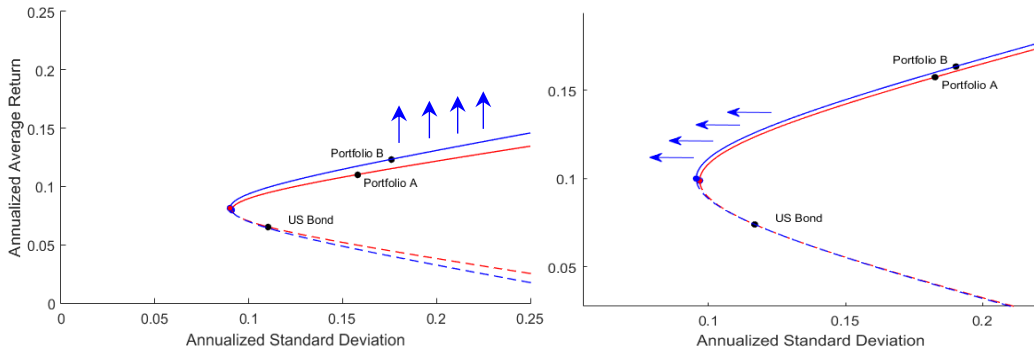 0.25
0.2
0.15
0.1
0.05
0
Annualized Average Return
Portfolio B
Portfolio A
US Bond
0
0.05
0.1
0.15
0.2
0.25
Annualized Standard Deviation
0.15
0.1
0.05
Portfolio B
Portfolio A
US Bond
0.1
0.15
0.2
Annualized Standard Deviation